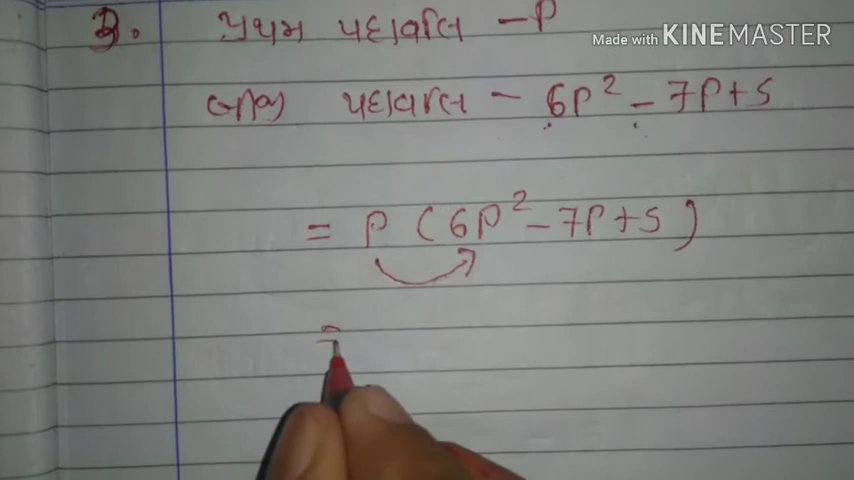 3. પ્રથમ પદાવલિ - P
Made with KINEMASTER
બીજી પદાવલિ - 6P² - 7P + 5
= P (6P² - 7P + 5)
=